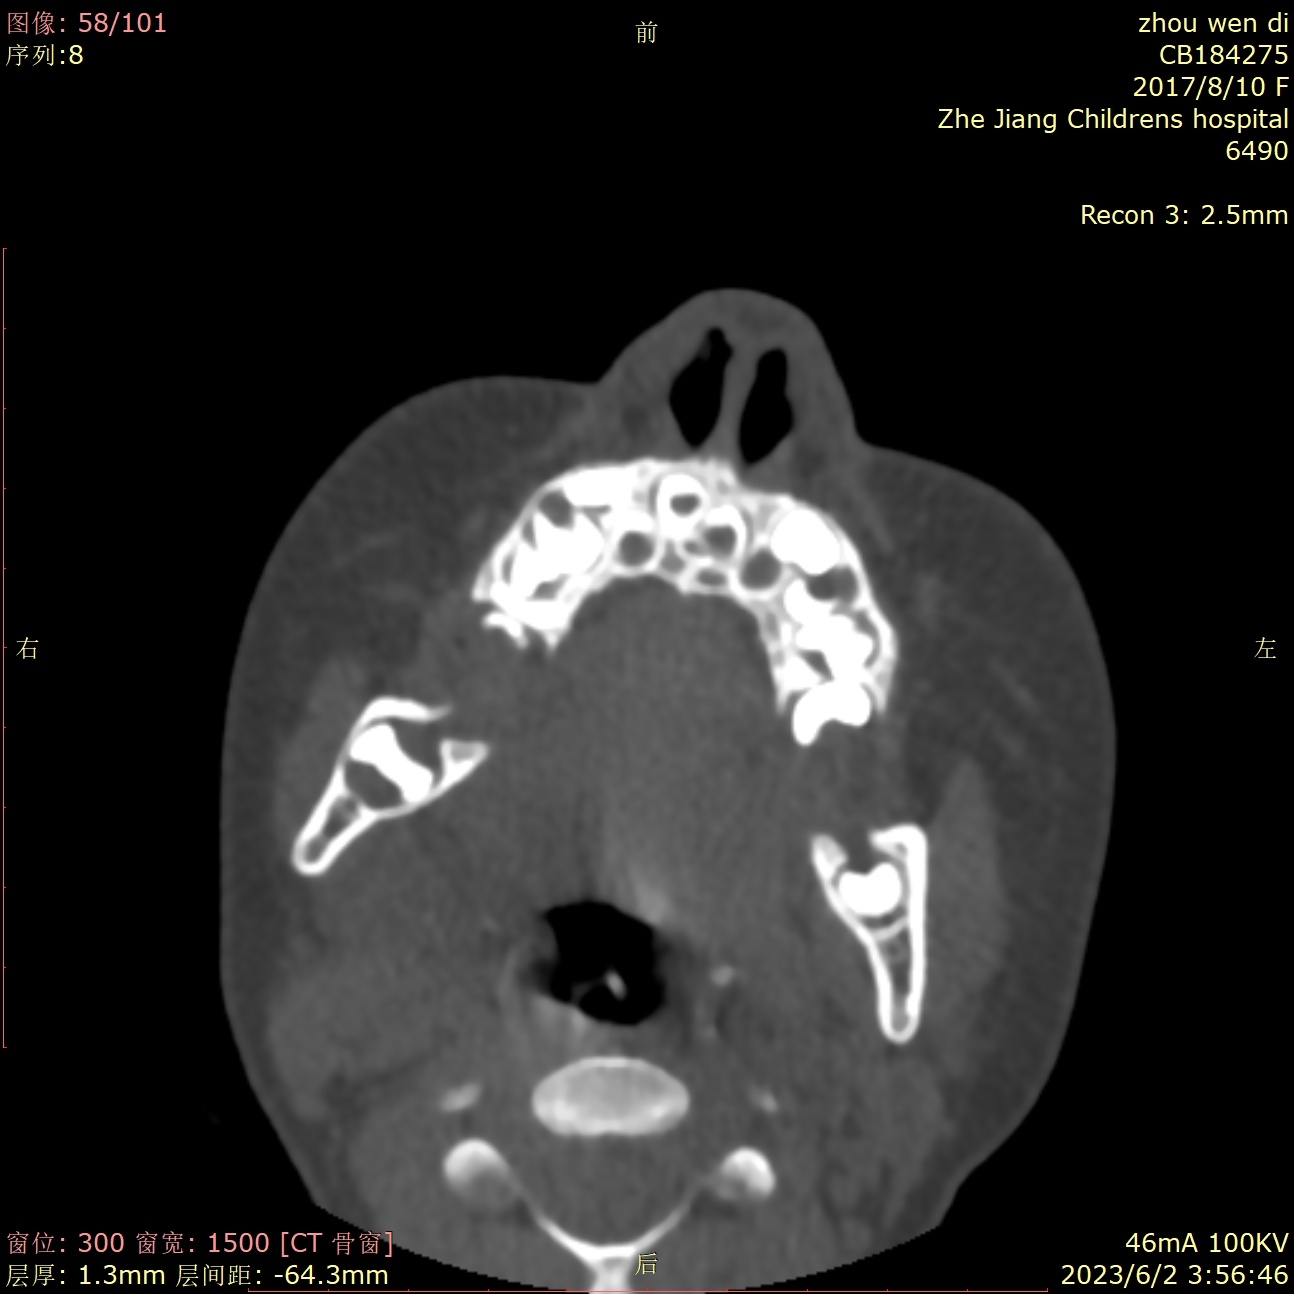 图像: 58/101
序列:8
前
zhou wen di
CB184275
2017/8/10 F
Zhe Jiang Childrens hospital
6490
Recon 3: 2.5mm
右
左
窗位: 300 窗宽: 1500 [CT 骨窗]
层厚: 1.3mm 层间距: -64.3mm
后
46mA 100KV
2023/6/2 3:56:46